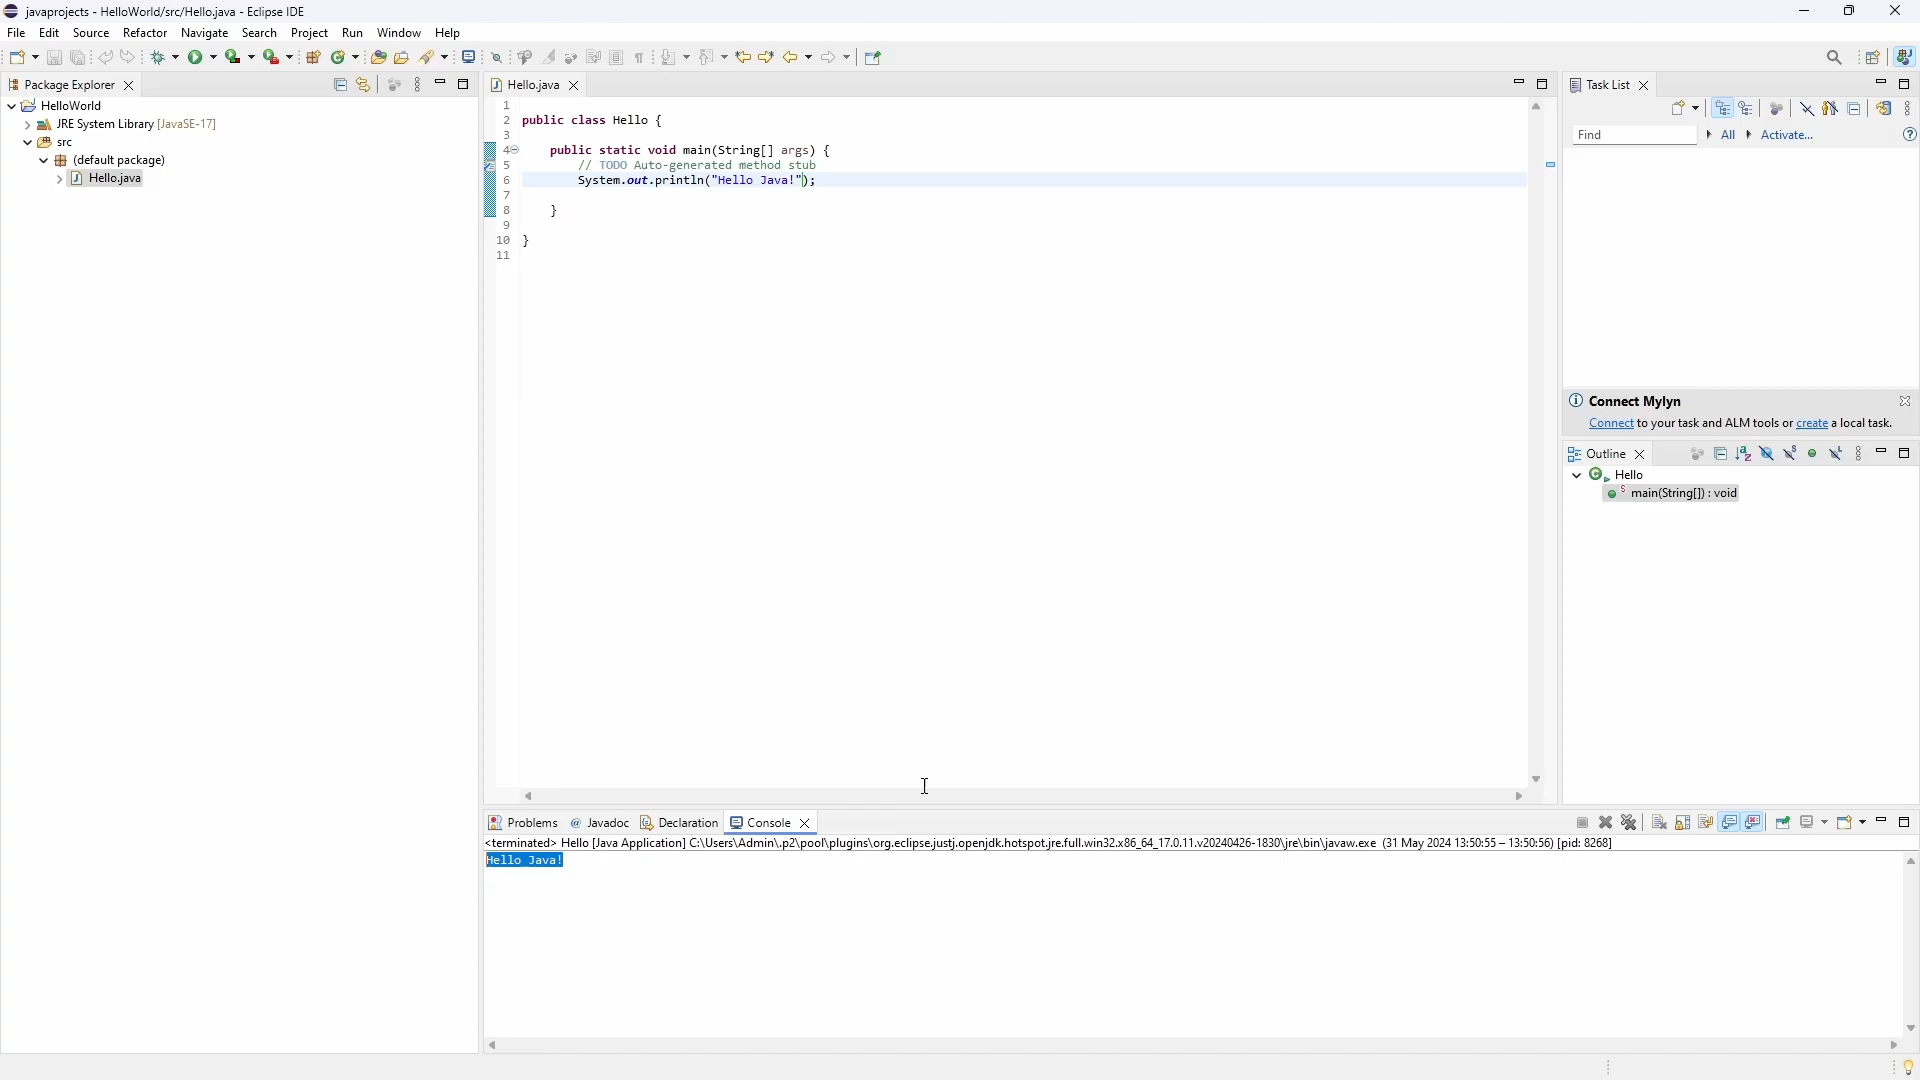 javaprojects - HelloWorld/src/Hello.java - Eclipse IDE
File Edit Source Refactor Navigate Search Project Run Window Help
Package Explorer
HelloWorld
JRE System Library [JavaSE-17]
src
(default package)
Hello.java
Hello.java
1
2 public class Hello {
3
4 public static void main(String[] args) {
5 // TODO Auto-generated method stub
6 System.out.println("Hello Java!");
7
8 }
9
10 }
11
Task List
Find All Activate...
Connect Mylyn
Connect to your task and ALM tools or create a local task.
Outline
Hello
main(String[]) : void
Problems Javadoc Declaration Console
<terminated> Hello [Java Application] C:\Users\Admin\.p2\pool\plugins\org.eclipse.justj.openjdk.hotspot.jre.full.win32.x86_64_17.0.11.v20240426-1830\jre\bin\javaw.exe (31 May 2024 13:50:55 – 13:50:56) [pid: 8268]
Hello Java!